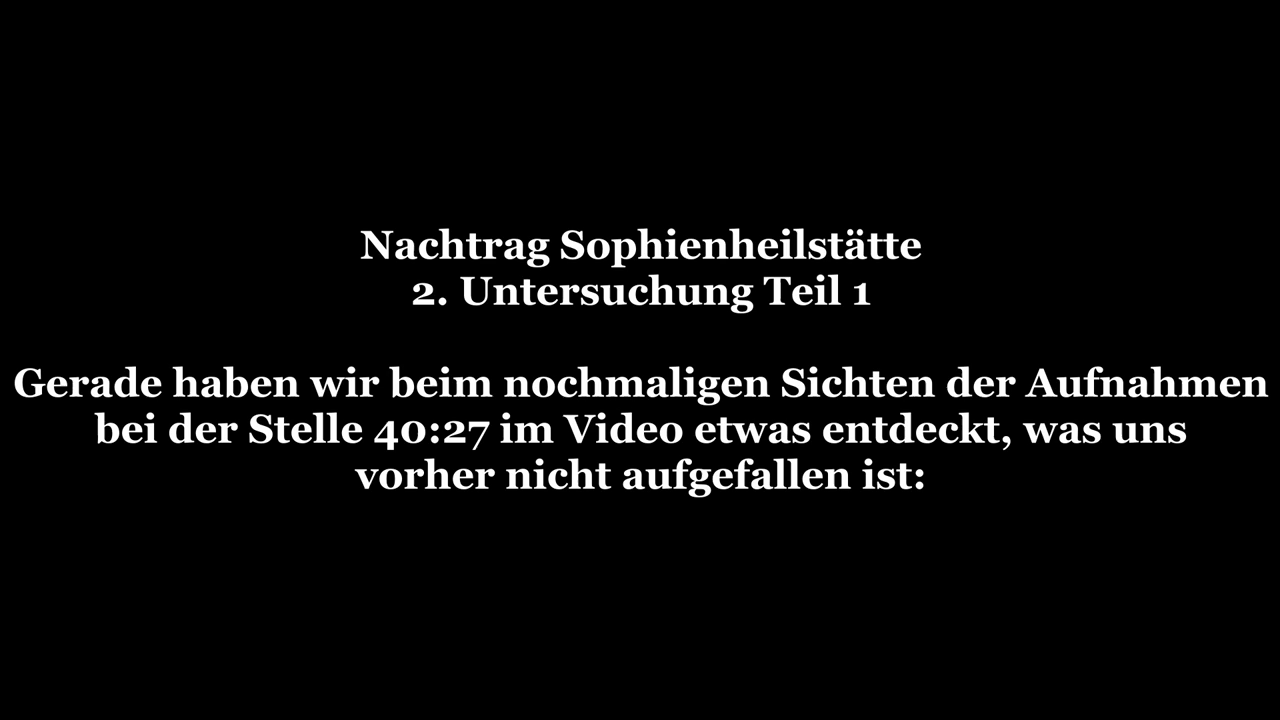 Nachtrag Sophienheilstätte
2. Untersuchung Teil 1
Gerade haben wir beim nochmaligen Sichten der Aufnahmen
bei der Stelle 40:27 im Video etwas entdeckt, was uns
vorher nicht aufgefallen ist: